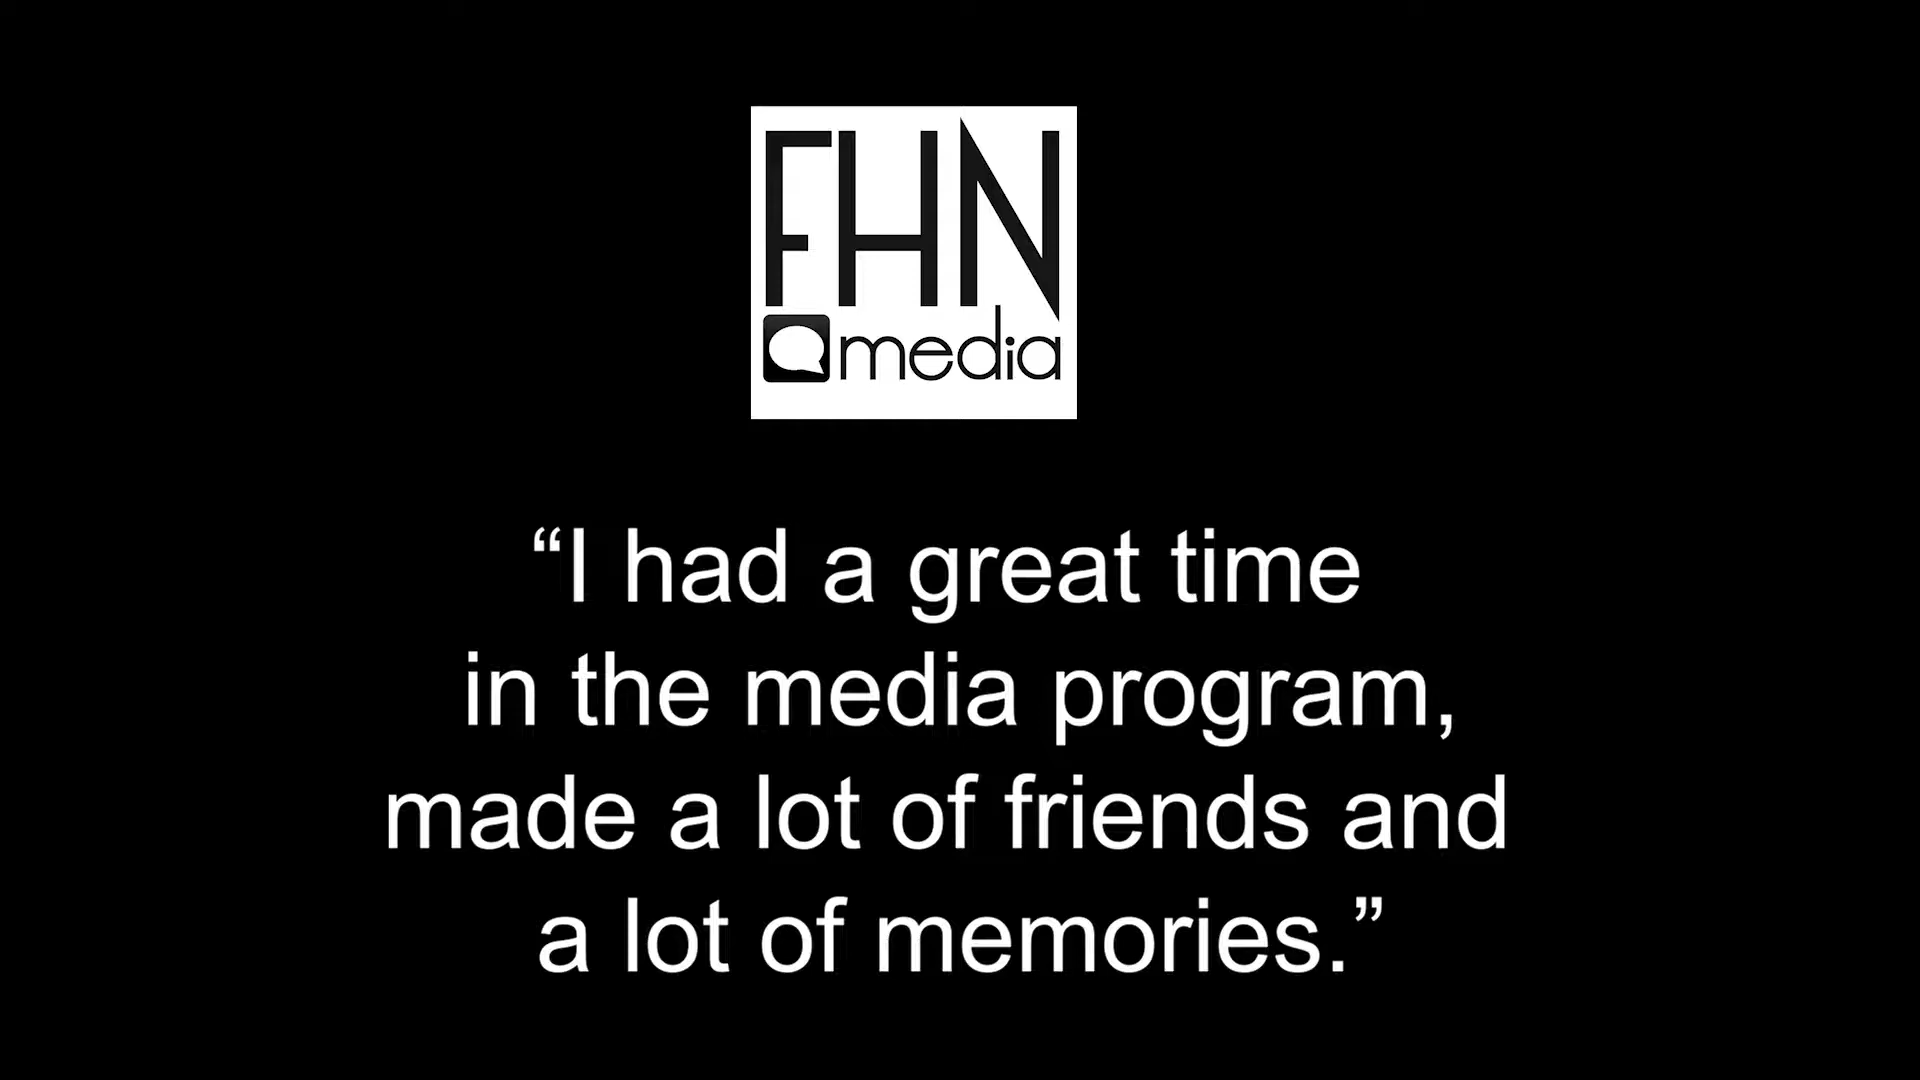 FHN
media
“I had a great time
in the media program,
made a lot of friends and
a lot of memories.”